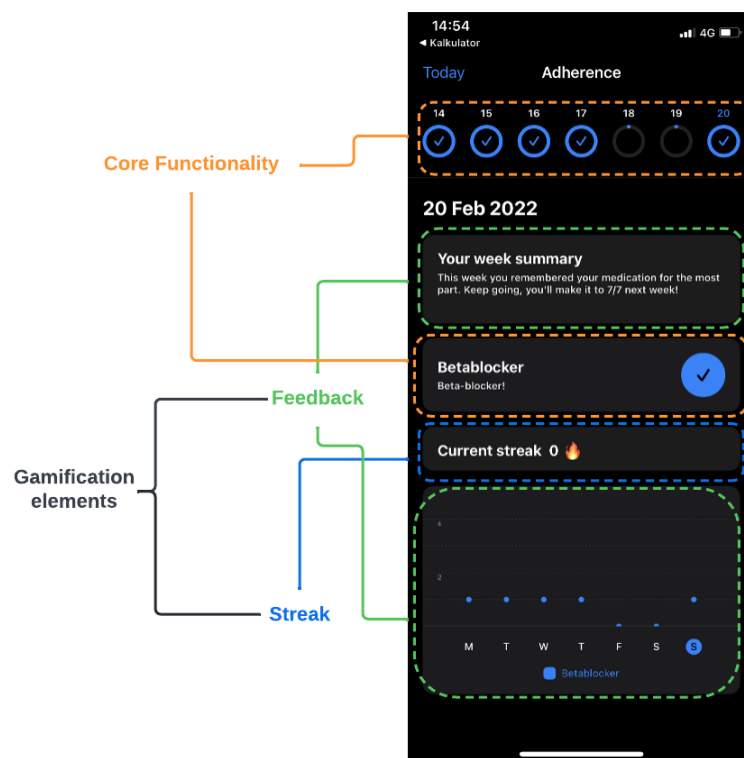 14:54
4G
◀ Kalkulator
Today
Adherence
14 15 16 17 18 19 20
Core Functionality
20 Feb 2022
Your week summary
This week you remembered your medication for the most
part. Keep going, you'll make it to 7/7 next week!
Betablocker
Beta-blocker!
Feedback
Current streak 0 🔥
Gamification
elements
4
2
Streak
M T W T F S S
Betablocker